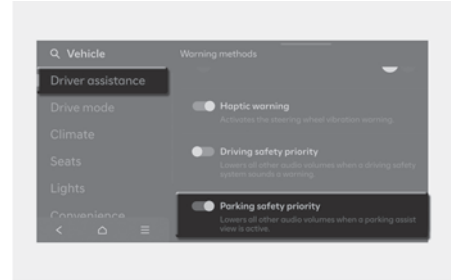 Vehicle
Warning methods
Driver assistance
Drive mode
Haptic warning
Activates the steering wheel vibration warning.
Climate
Driving safety priority
Lowers all other audio volumes when a driving safety
system sounds a warning.
Seats
Lights
Parking safety priority
Lowers all other audio volumes when a parking assist
view is active.
Convenience